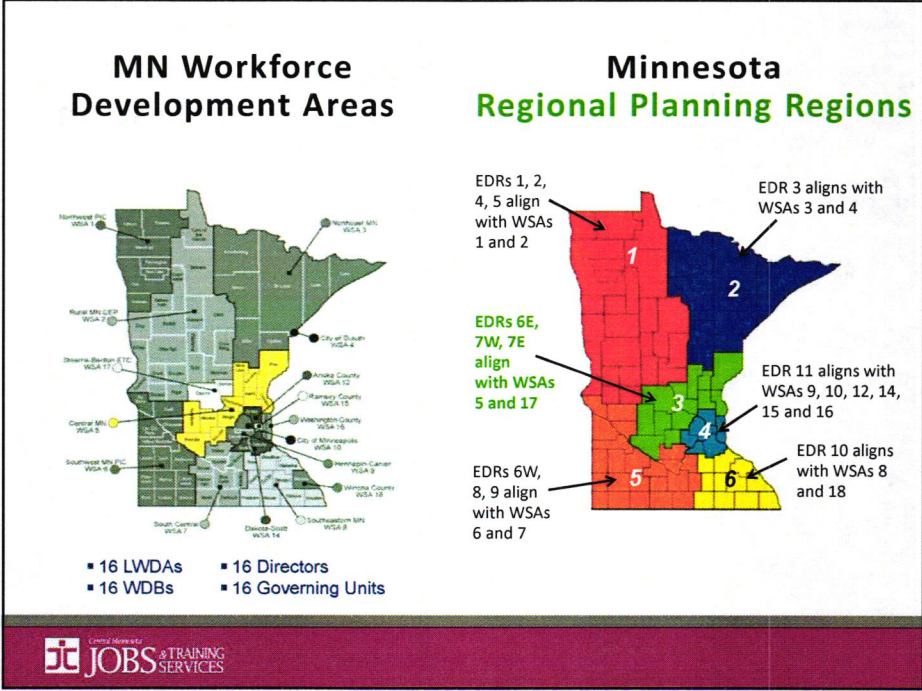 MN Workforce
Development Areas
Minnesota
Regional Planning Regions
Northwest PIC
WSA 1
Northeast MN
WSA 3
Rural MN CEP
WSA 2
City of Duluth
WSA 4
Stearns-Benton ETC
WSA 17
Anoka County
WSA 12
Ramsey County
WSA 15
Washington County
WSA 16
Central MN
WSA 5
City of Minneapolis
WSA 10
Hennepin-Carver
WSA 9
Southwest MN PIC
WSA 6
Winona County
WSA 18
South Central
WSA 7
Dakota-Scott
WSA 14
Southeastern MN
WSA 8
▪ 16 LWDAs
▪ 16 Directors
▪ 16 WDBs
▪ 16 Governing Units
EDRs 1, 2,
4, 5 align
with WSAs
1 and 2
EDR 3 aligns with
WSAs 3 and 4
1
2
EDRs 6E,
7W, 7E
align
with WSAs
5 and 17
EDR 11 aligns with
WSAs 9, 10, 12, 14,
15 and 16
3
4
EDRs 6W,
8, 9 align
with WSAs
6 and 7
EDR 10 aligns
with WSAs 8
and 18
5
6
Central Minnesota
JOBS & TRAINING
SERVICES